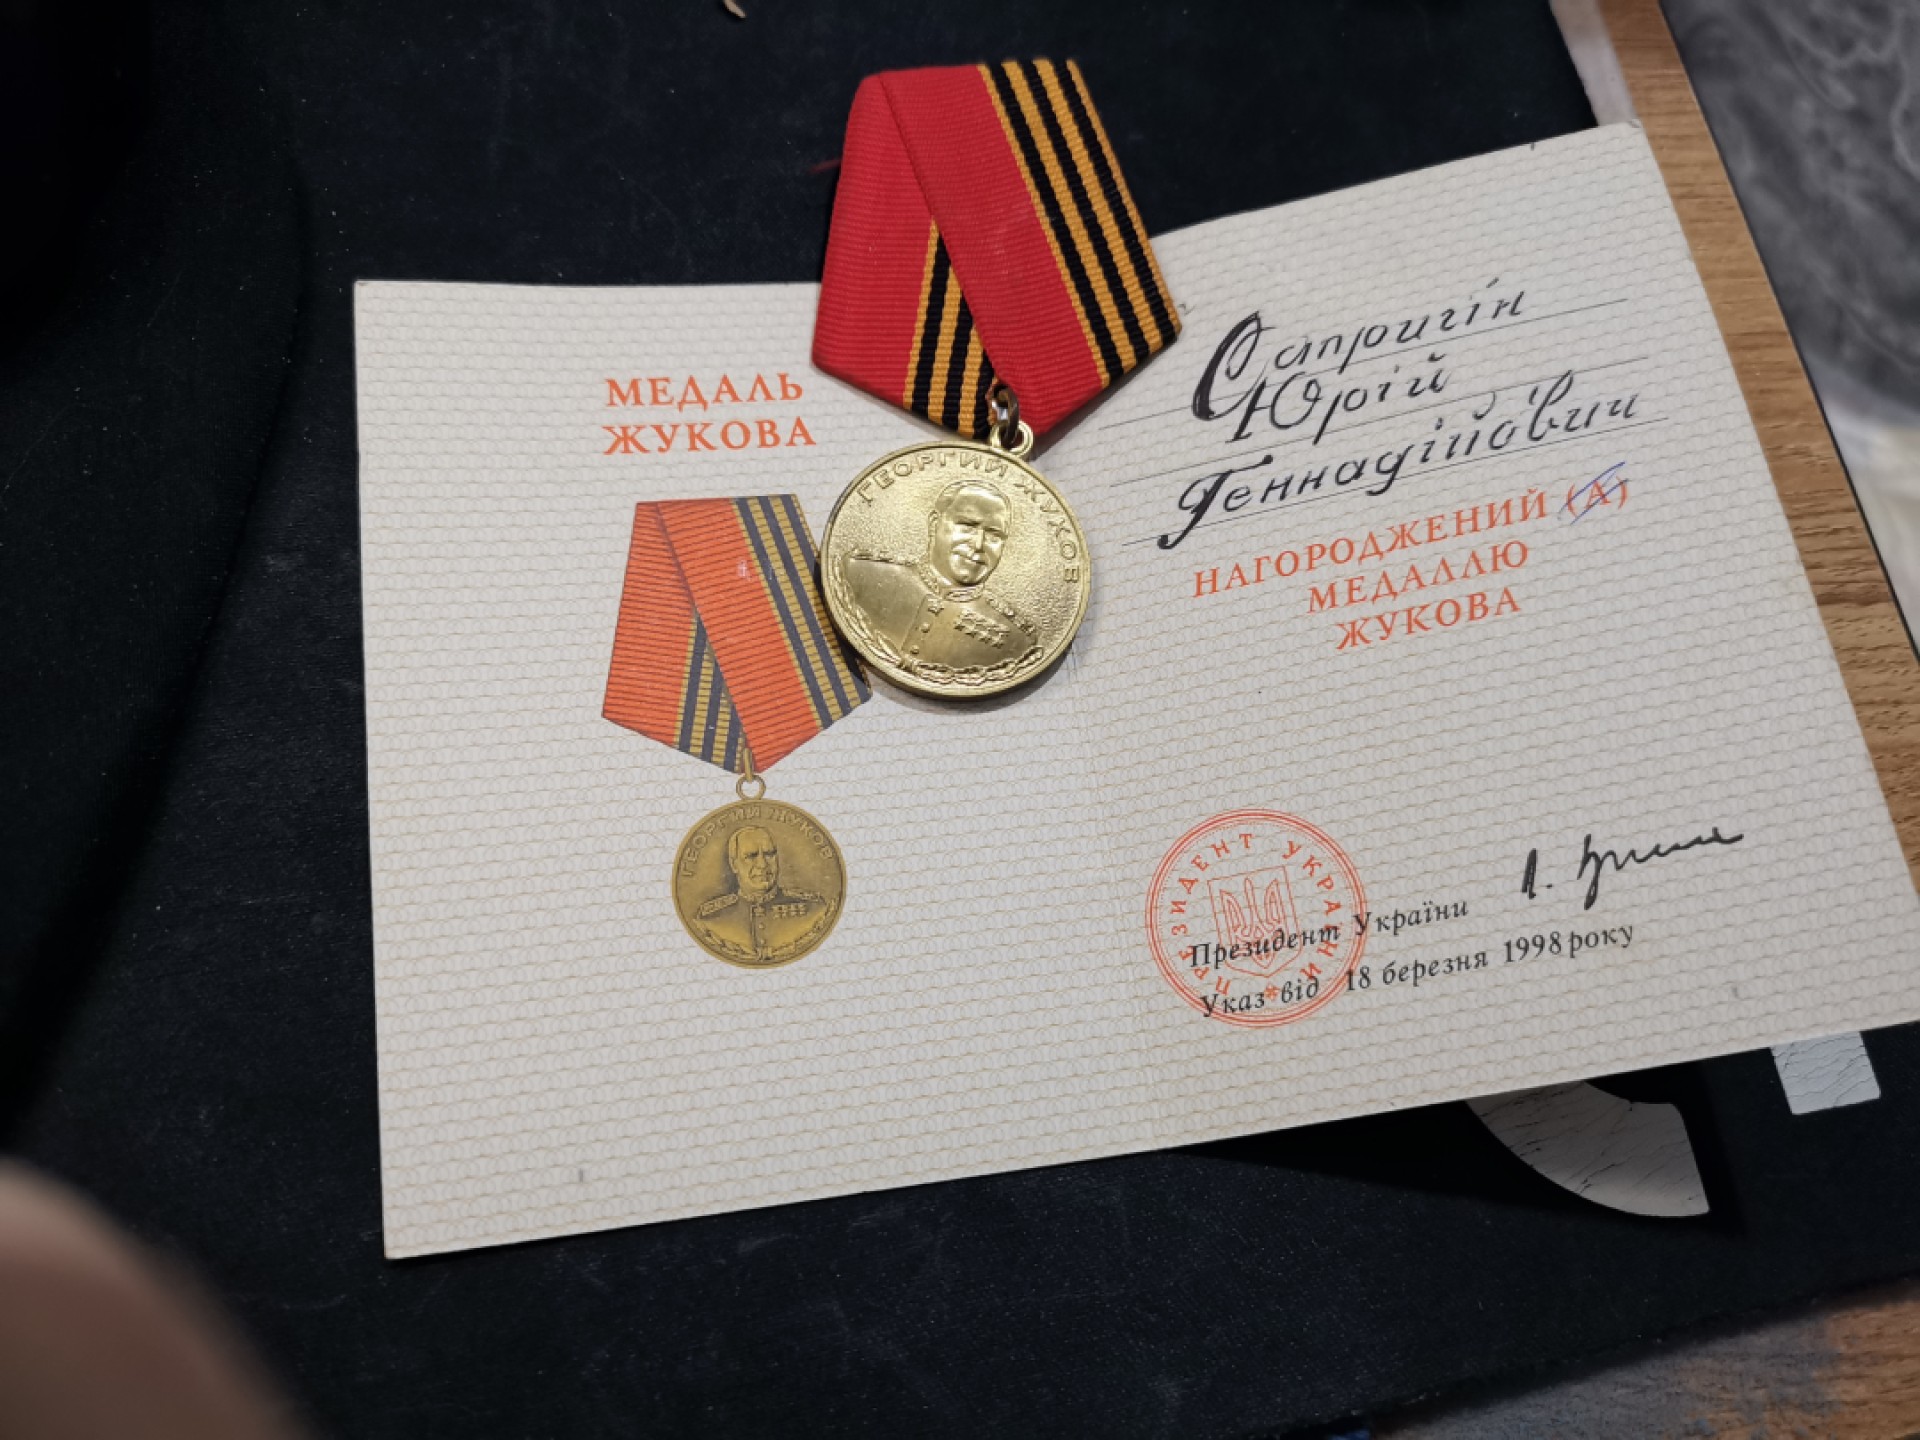 МЕДАЛЬ
ЖУКОВА
ГЕОРГИЙ ЖУКОВ
ГЕОРГИЙ ЖУКОВ
Сапригін
Юрій
Геннадійович
НАГОРОДЖЕНИЙ (А)
МЕДАЛЛЮ
ЖУКОВА
ПРЕЗИДЕНТ УКРАЇНИ
Президент України
Указ від 18 березня 1998 року